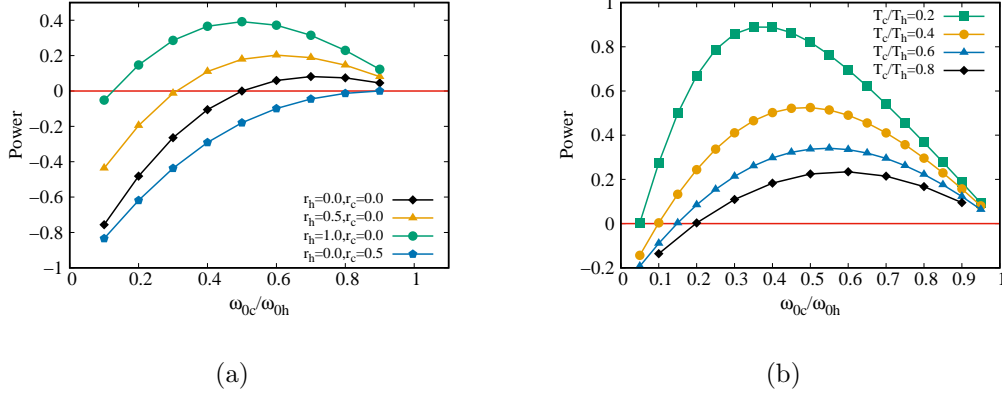 Power
0.4
0.2
0
−0.2
−0.4
−0.6
−0.8
−1
0 0.2 0.4 0.6 0.8 1
ω0c/ω0h
rh=0.0,rc=0.0
rh=0.5,rc=0.0
rh=1.0,rc=0.0
rh=0.0,rc=0.5
(a)
Power
1
0.8
0.6
0.4
0.2
0
−0.2
0 0.1 0.2 0.3 0.4 0.5 0.6 0.7 0.8 0.9 1
ω0c/ω0h
Tc/Th=0.2
Tc/Th=0.4
Tc/Th=0.6
Tc/Th=0.8
(b)